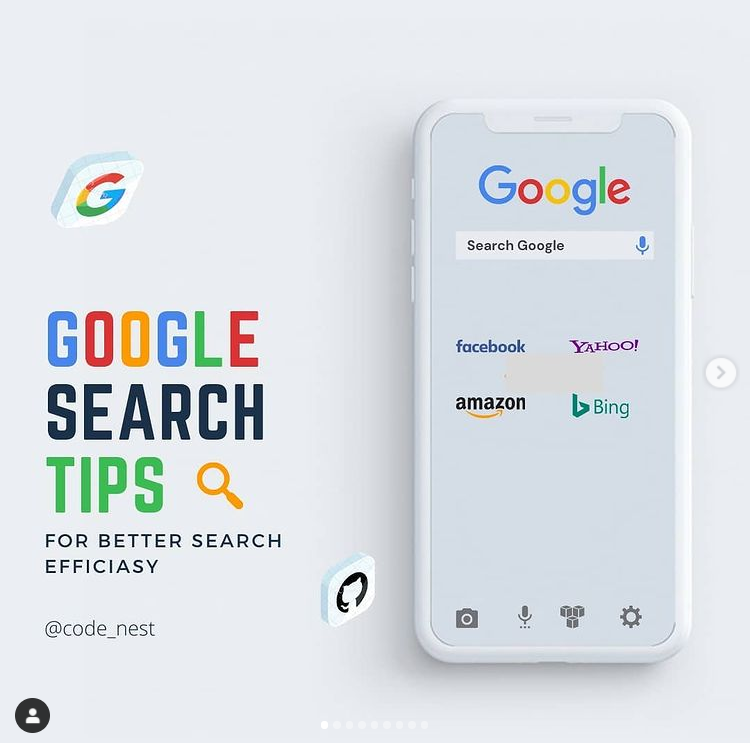 GOOGLE
SEARCH
TIPS
FOR BETTER SEARCH
EFFICIASY
@code_nest
Google
Search Google
facebook
YAHOO!
amazon
Bing